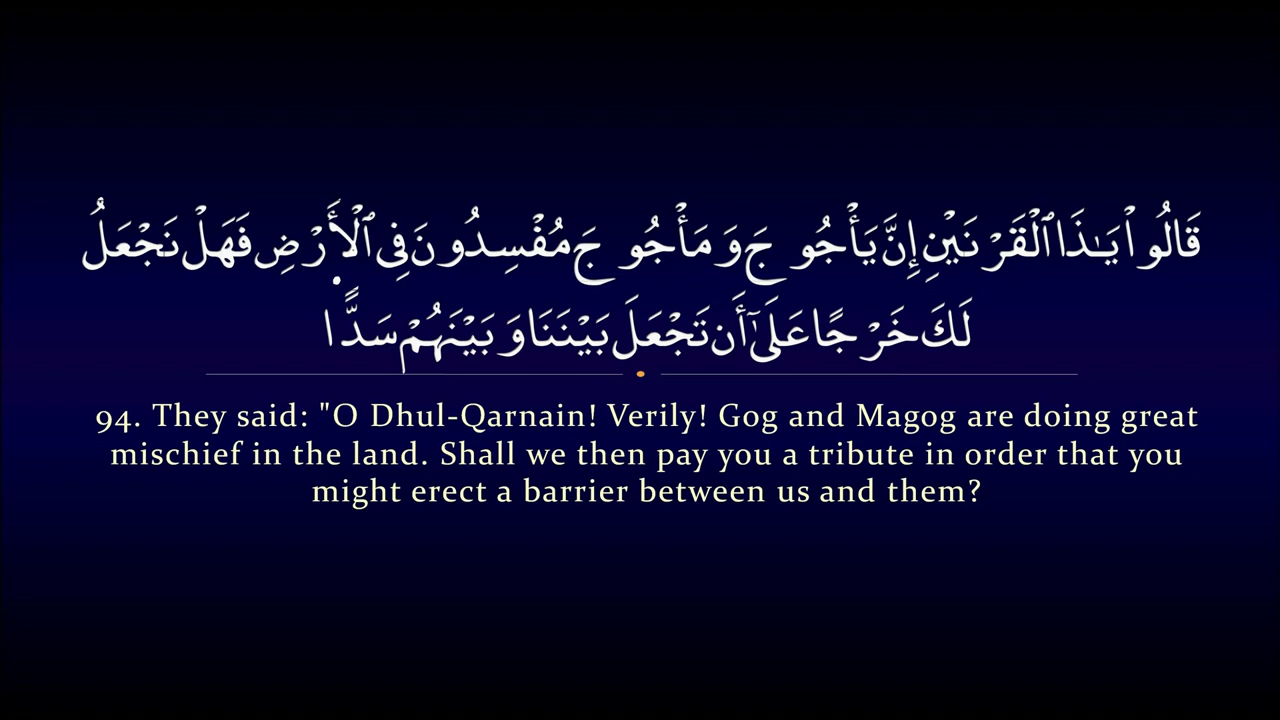 قَالُوا۟ يَـٰذَا ٱلْقَرْنَيْنِ إِنَّ يَأْجُوجَ وَمَأْجُوجَ مُفْسِدُونَ فِى ٱلْأَرْضِ فَهَلْ نَجْعَلُ
لَكَ خَرْجًا عَلَىٰٓ أَن تَجْعَلَ بَيْنَنَا وَبَيْنَهُمْ سَدًّا
94. They said: "O Dhul-Qarnain! Verily! Gog and Magog are doing great
mischief in the land. Shall we then pay you a tribute in order that you
might erect a barrier between us and them?